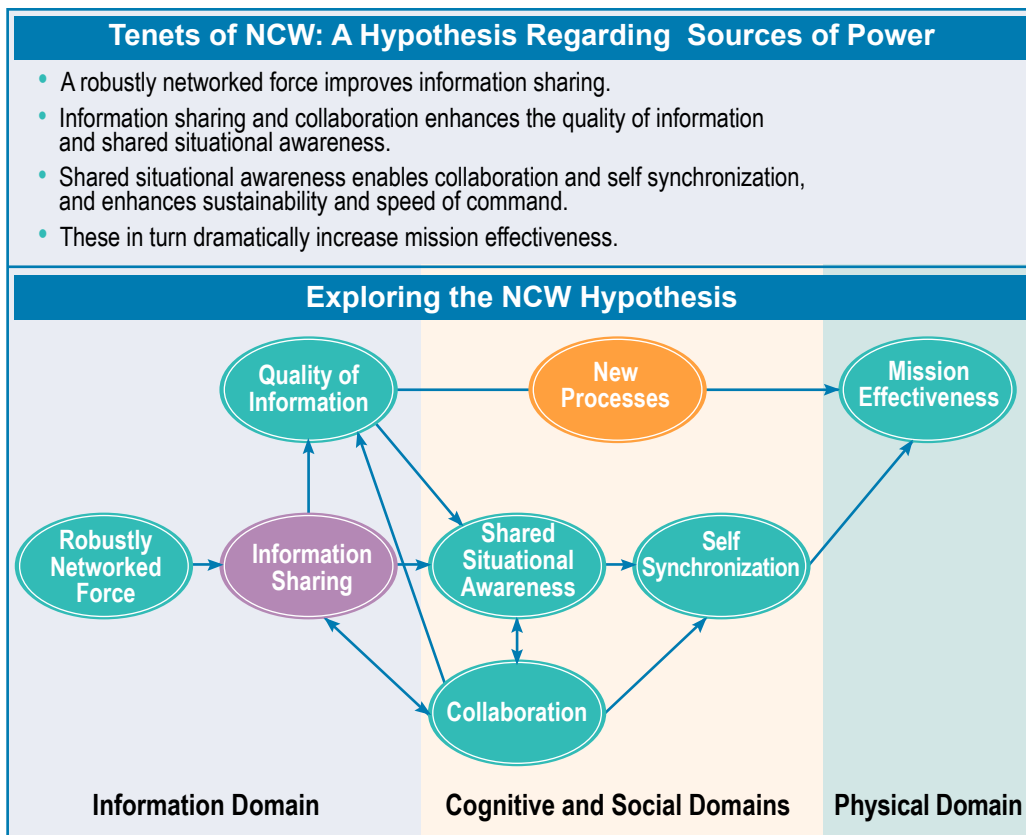 Tenets of NCW: A Hypothesis Regarding Sources of Power
• A robustly networked force improves information sharing.
• Information sharing and collaboration enhances the quality of information
and shared situational awareness.
• Shared situational awareness enables collaboration and self synchronization,
and enhances sustainability and speed of command.
• These in turn dramatically increase mission effectiveness.
Exploring the NCW Hypothesis
Quality of
Information
New
Processes
Mission
Effectiveness
Robustly
Networked
Force
Information
Sharing
Shared
Situational
Awareness
Self
Synchronization
Collaboration
Information Domain
Cognitive and Social Domains
Physical Domain